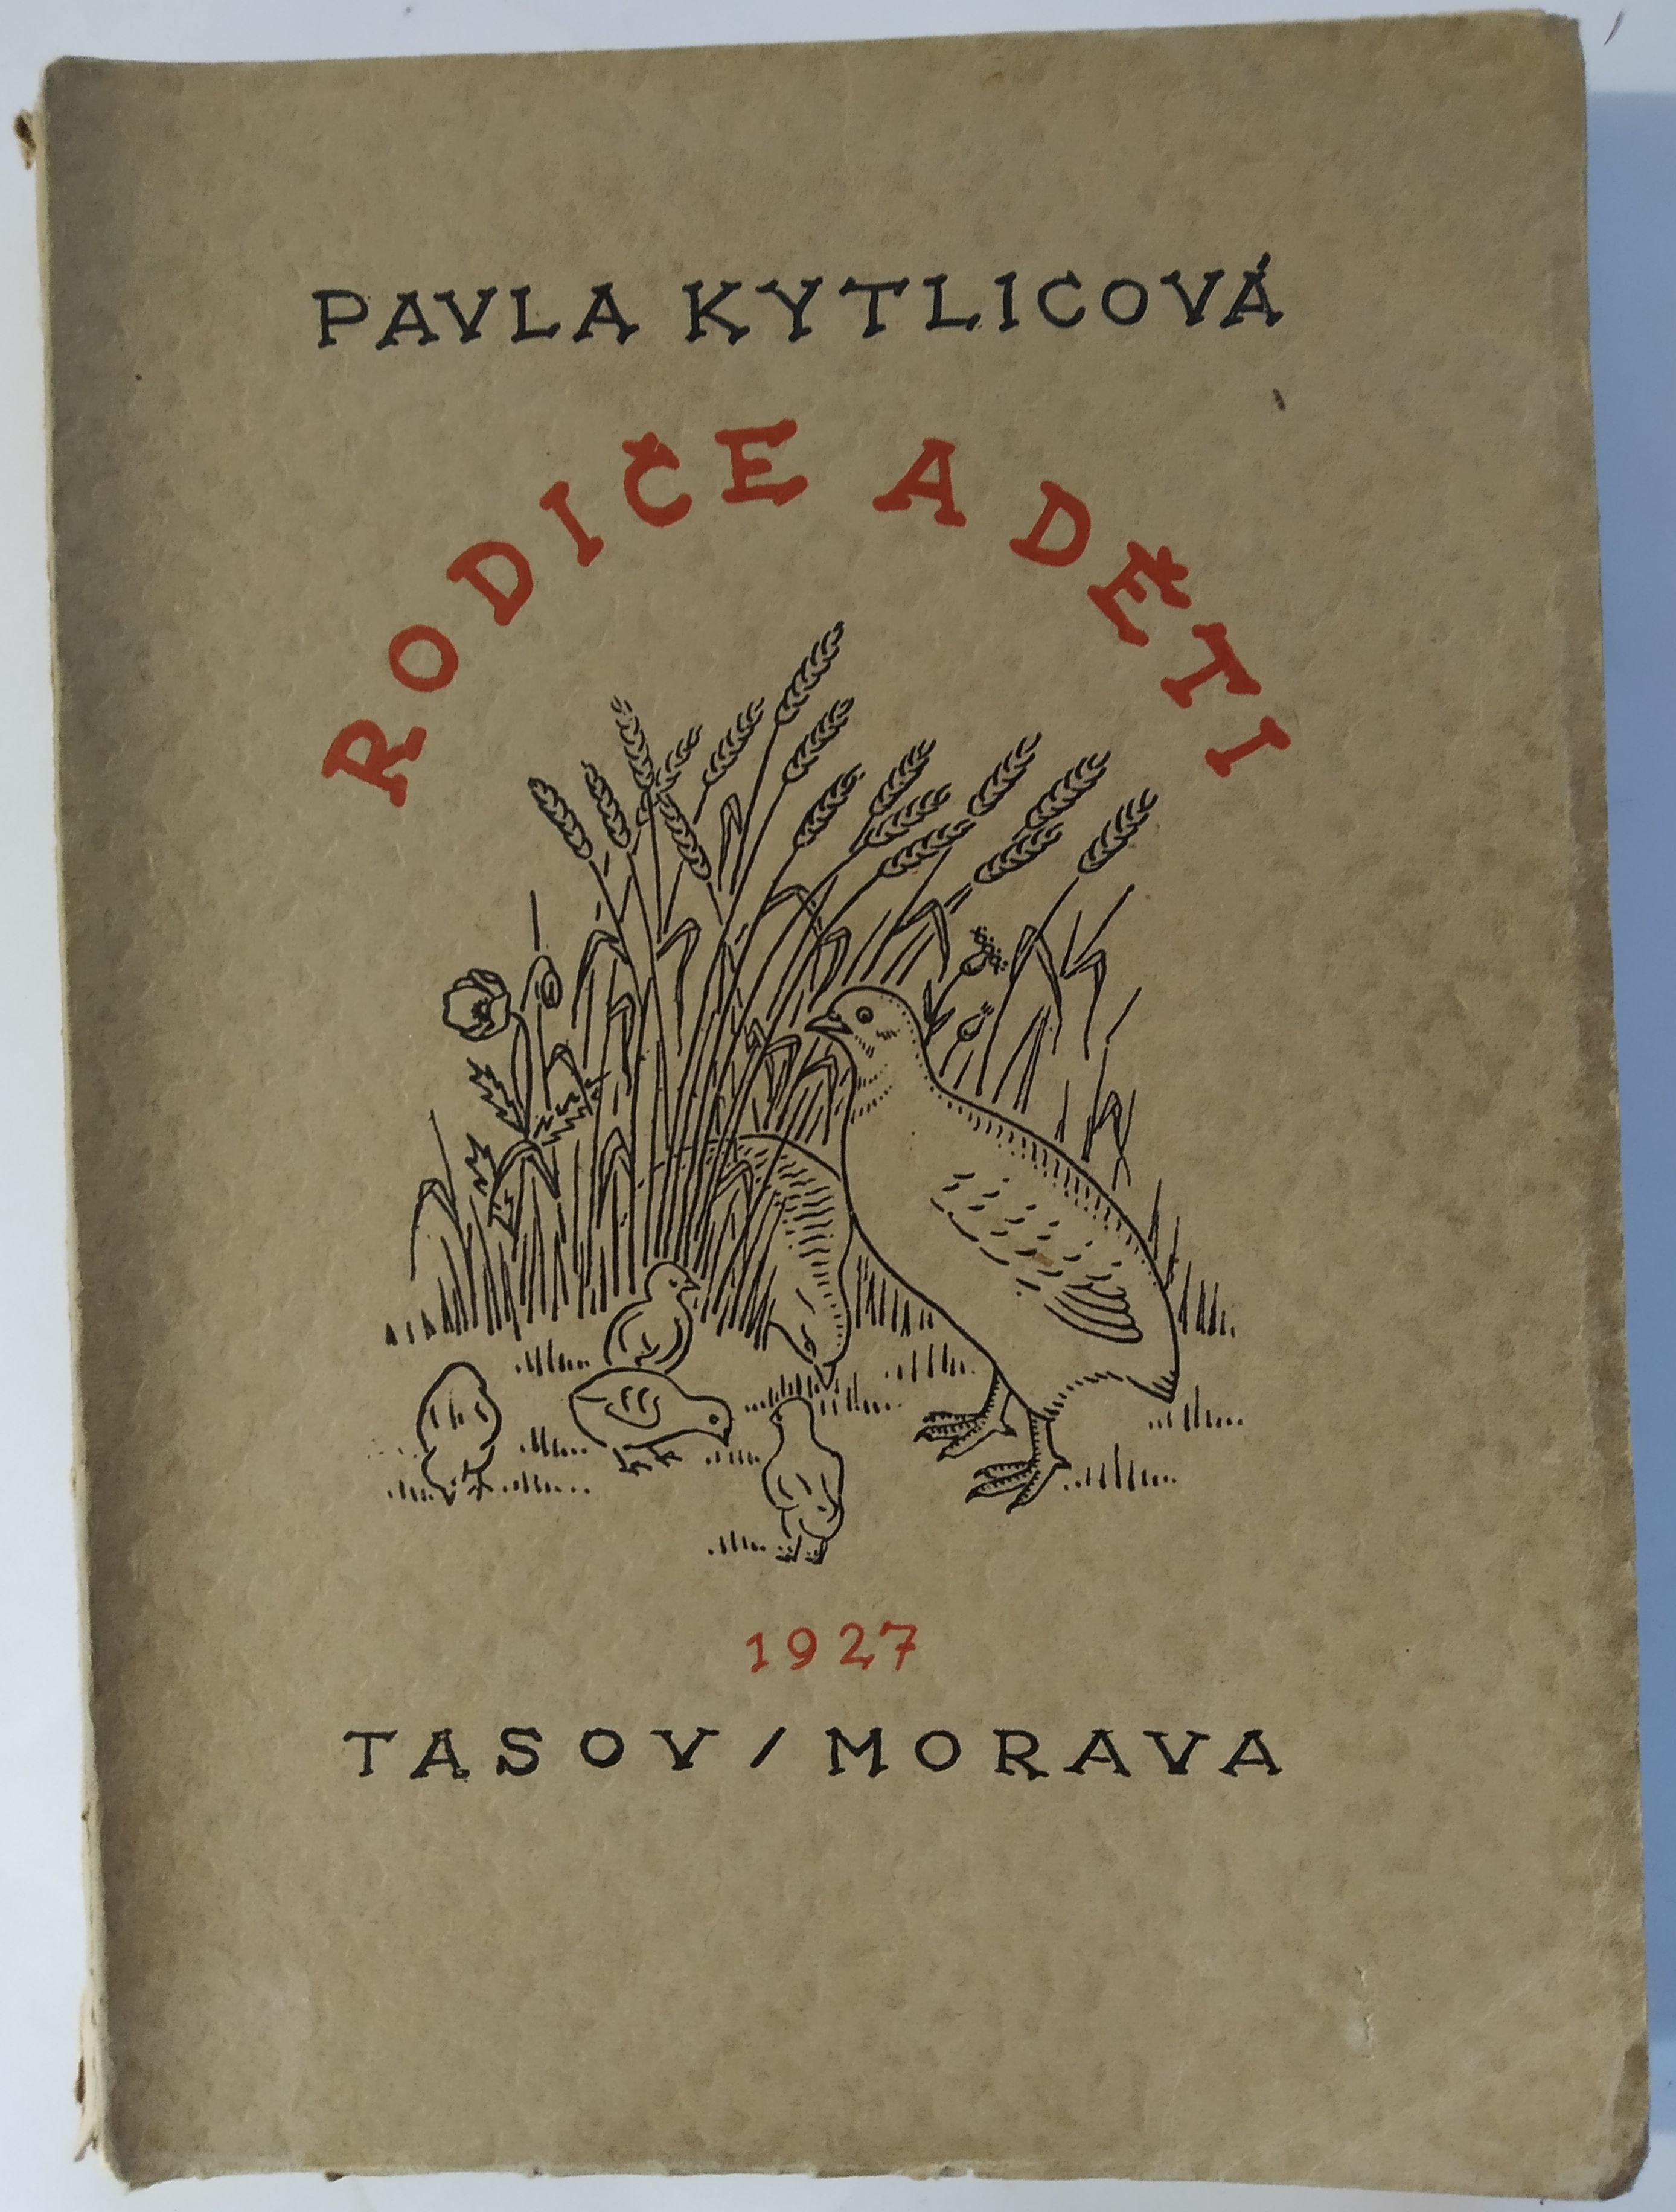 PAVLA KYTLICOVÁ
RODIČE A DĚTI
1927
TASOV / MORAVA